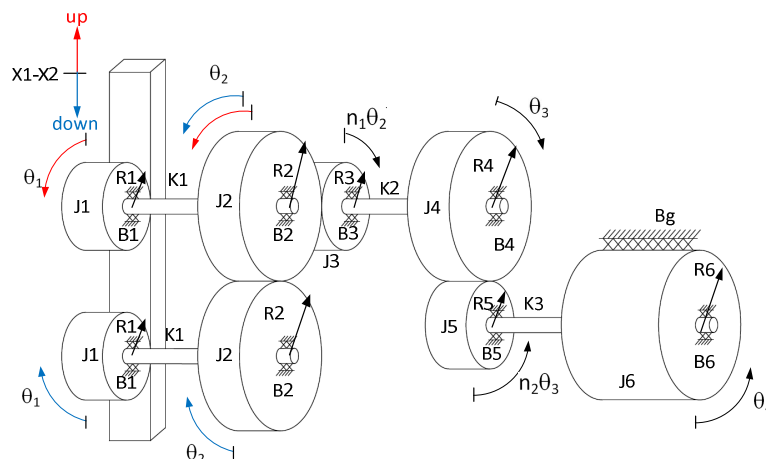 up
X1-X2
down
θ1
R1
J1
B1
K1
θ2
J2
R2
B2
n1θ2
R3
B3
J3
K2
θ3
J4
R4
B4
Bg
R1
J1
B1
K1
θ1
J2
R2
B2
J5
R5
B5
K3
n2θ3
R6
B6
J6